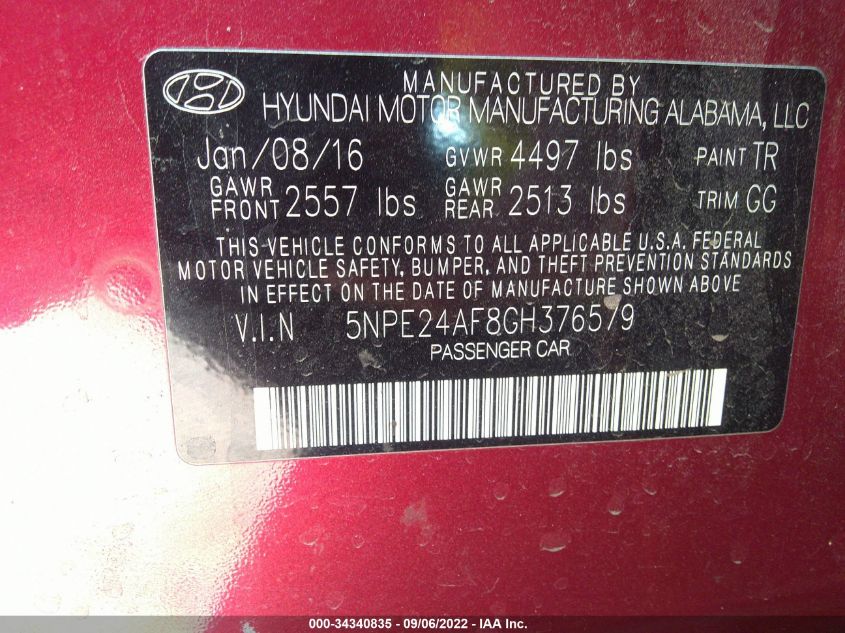 MANUFACTURED BY
HYUNDAI MOTOR MANUFACTURING ALABAMA, LLC
Jan/08/16 GVWR 4497 lbs PAINT TR
GAWR FRONT 2557 lbs GAWR REAR 2513 lbs TRIM GG
THIS VEHICLE CONFORMS TO ALL APPLICABLE U.S.A. FEDERAL
MOTOR VEHICLE SAFETY, BUMPER, AND THEFT PREVENTION STANDARDS
IN EFFECT ON THE DATE OF MANUFACTURE SHOWN ABOVE
V.I.N 5NPE24AF8GH376579
PASSENGER CAR
000-34340835 - 09/06/2022 - IAA Inc.